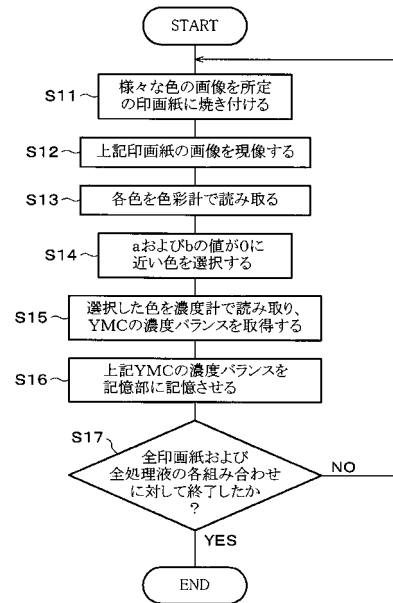 START
S11
様々な色の画像を所定
の印画紙に焼き付ける
S12
上記印画紙の画像を現像する
S13
各色を色彩計で読み取る
S14
aおよびbの値が0に
近い色を選択する
S15
選択した色を濃度計で読み取り、
YMCの濃度バランスを取得する
S16
上記YMCの濃度バランスを
記憶部に記憶させる
S17
全印画紙および
全処理液の各組み合わせ
に対して終了したか
?
NO
YES
END